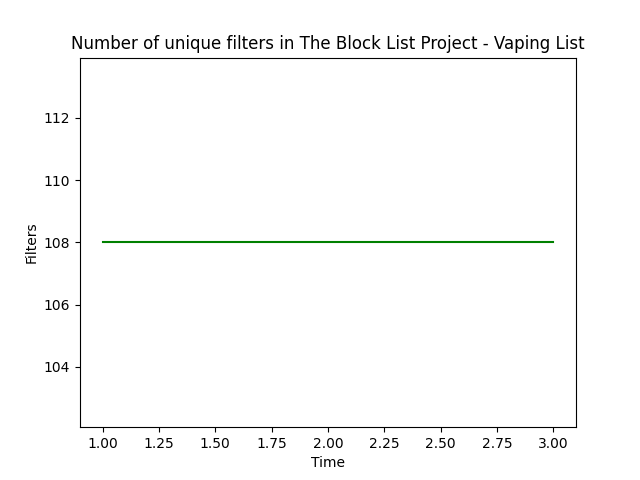 Number of unique filters in The Block List Project - Vaping List
112
110
108
106
104
Filters
1.00 1.25 1.50 1.75 2.00 2.25 2.50 2.75 3.00
Time